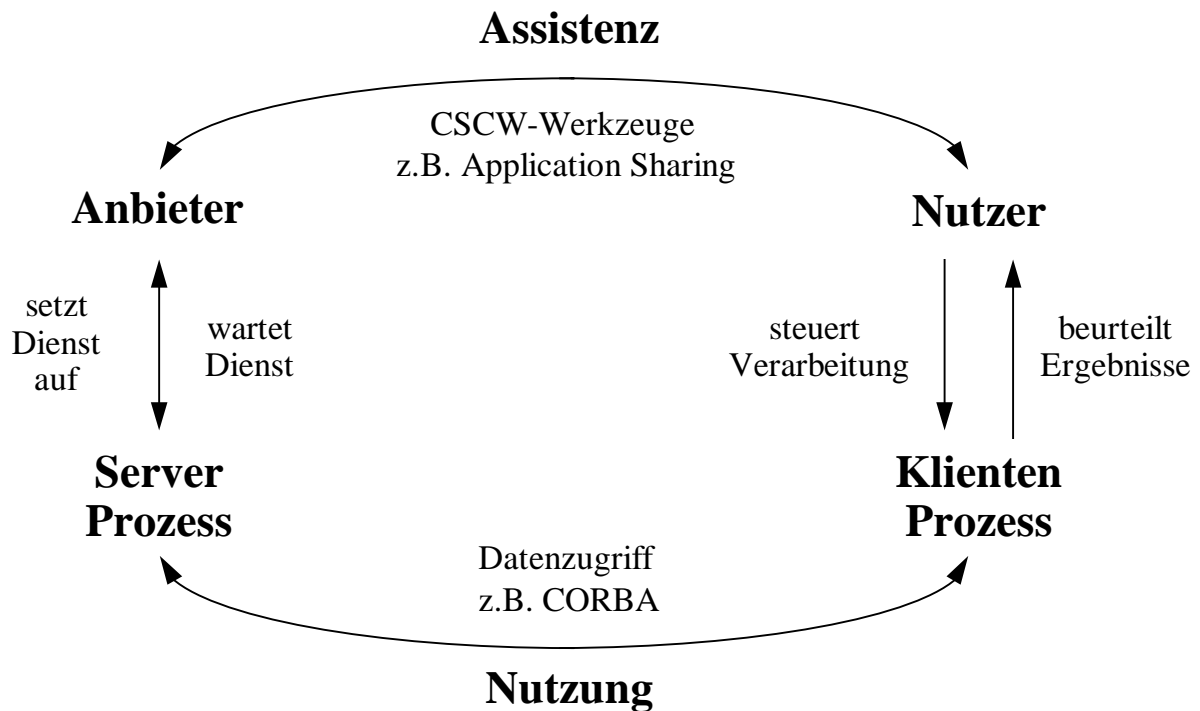 Assistenz
CSCW-Werkzeuge
z.B. Application Sharing
Anbieter
Nutzer
setzt
Dienst
auf
wartet
Dienst
steuert
Verarbeitung
beurteilt
Ergebnisse
Server
Prozess
Klienten
Prozess
Datenzugriff
z.B. CORBA
Nutzung